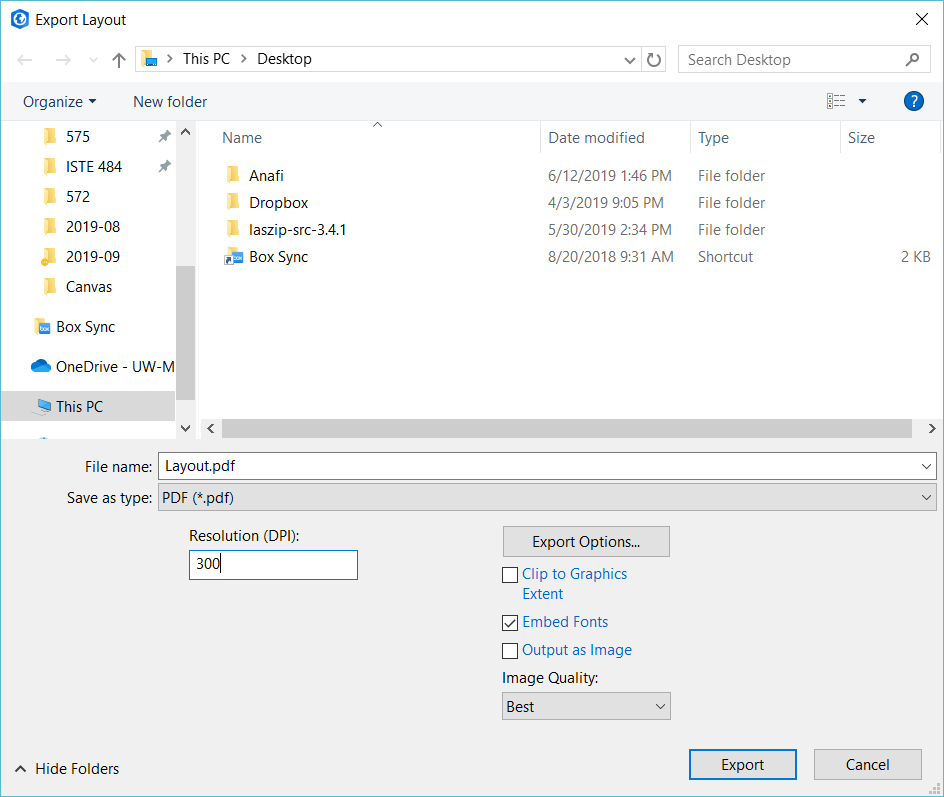 Export Layout
This PC > Desktop
Search Desktop
Organize
New folder
?
Name
Date modified
Type
Size
575
ISTE 484
572
2019-08
2019-09
Canvas
Box Sync
OneDrive - UW-M
This PC
Anafi 6/12/2019 1:46 PM File folder
Dropbox 4/3/2019 9:05 PM File folder
laszip-src-3.4.1 5/30/2019 2:34 PM File folder
Box Sync 8/20/2018 9:31 AM Shortcut 2 KB
File name: Layout.pdf
Save as type: PDF (*.pdf)
Resolution (DPI):
300
Export Options...
Clip to Graphics
Extent
Embed Fonts
Output as Image
Image Quality:
Best
Hide Folders
Export
Cancel